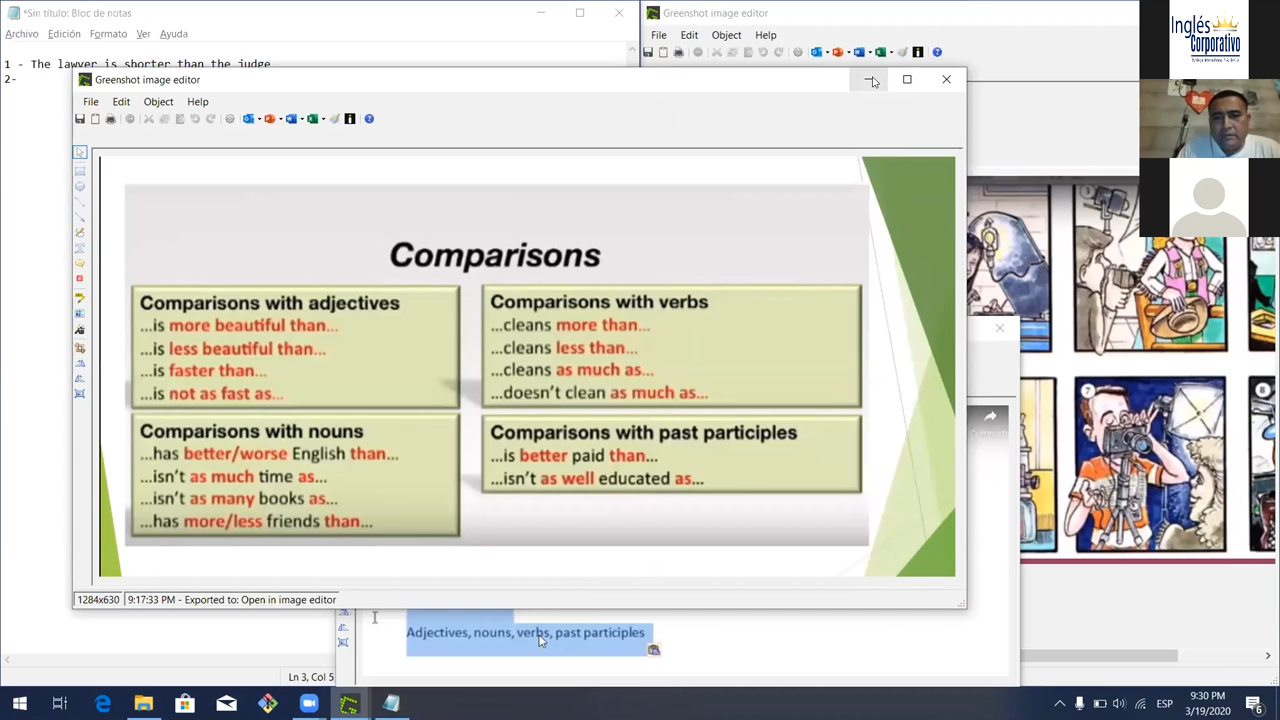 *Sin título: Bloc de notas
Archivo Edición Formato Ver Ayuda
1 - The lawyer is shorter than the judge
2-
Greenshot image editor
File Edit Object Help
Inglés
Corporativo
Greenshot image editor
File Edit Object Help
Comparisons
Comparisons with adjectives
...is more beautiful than...
...is less beautiful than...
...is faster than...
...is not as fast as...
Comparisons with verbs
...cleans more than...
...cleans less than...
...cleans as much as...
...doesn't clean as much as...
Comparisons with nouns
...has better/worse English than...
...isn't as much time as...
...isn't as many books as...
...has more/less friends than...
Comparisons with past participles
...is better paid than...
...isn't as well educated as...
3
7
8
1284x630 9:17:33 PM - Exported to: Open in image editor
Adjectives, nouns, verbs, past participles
Ln 3, Col 5
ESP
9:30 PM
3/19/2020
6